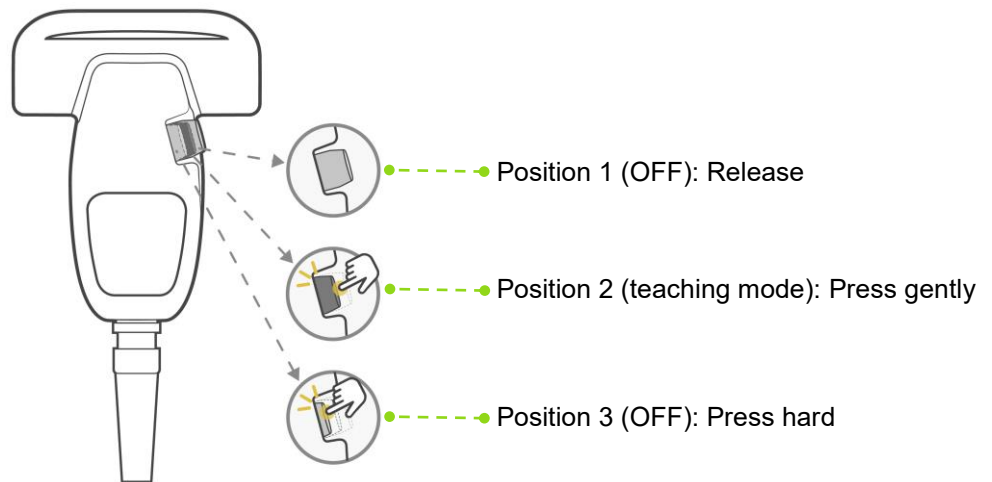 Position 1 (OFF): Release
Position 2 (teaching mode): Press gently
Position 3 (OFF): Press hard